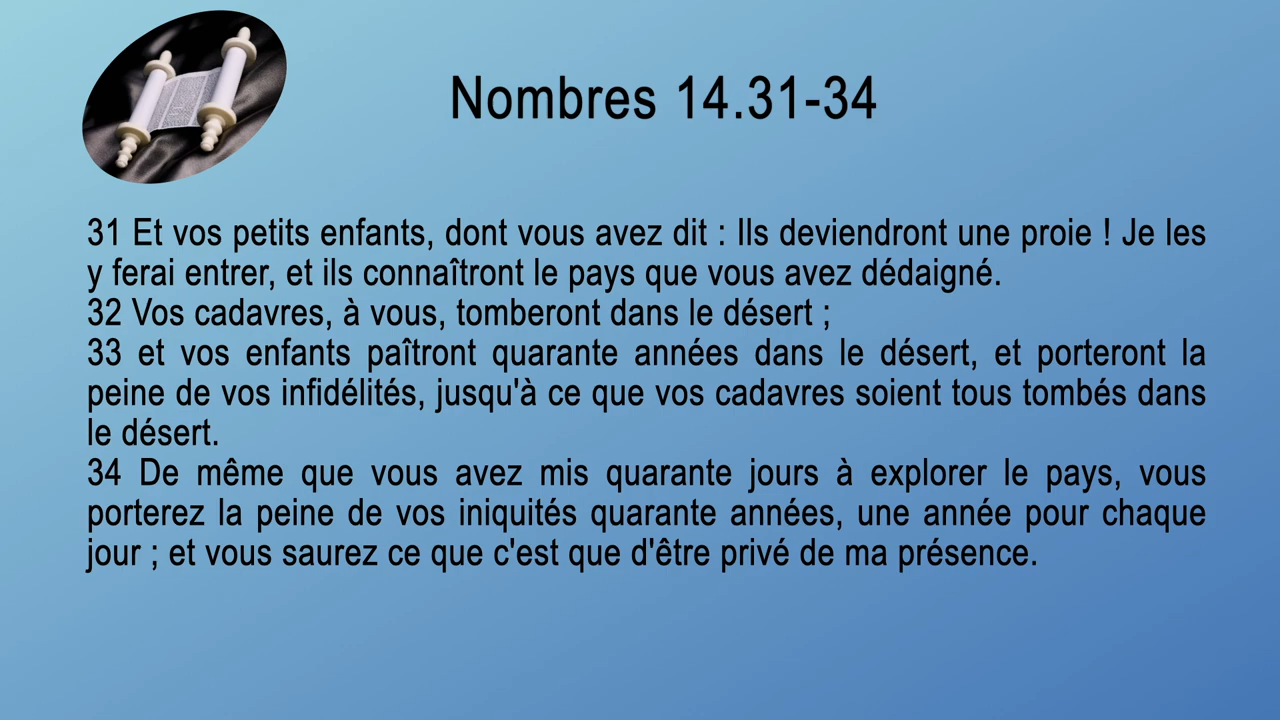 Nombres 14.31-34
31 Et vos petits enfants, dont vous avez dit : Ils deviendront une proie ! Je les
y ferai entrer, et ils connaîtront le pays que vous avez dédaigné.
32 Vos cadavres, à vous, tomberont dans le désert ;
33 et vos enfants paîtront quarante années dans le désert, et porteront la
peine de vos infidélités, jusqu'à ce que vos cadavres soient tous tombés dans
le désert.
34 De même que vous avez mis quarante jours à explorer le pays, vous
porterez la peine de vos iniquités quarante années, une année pour chaque
jour ; et vous saurez ce que c'est que d'être privé de ma présence.